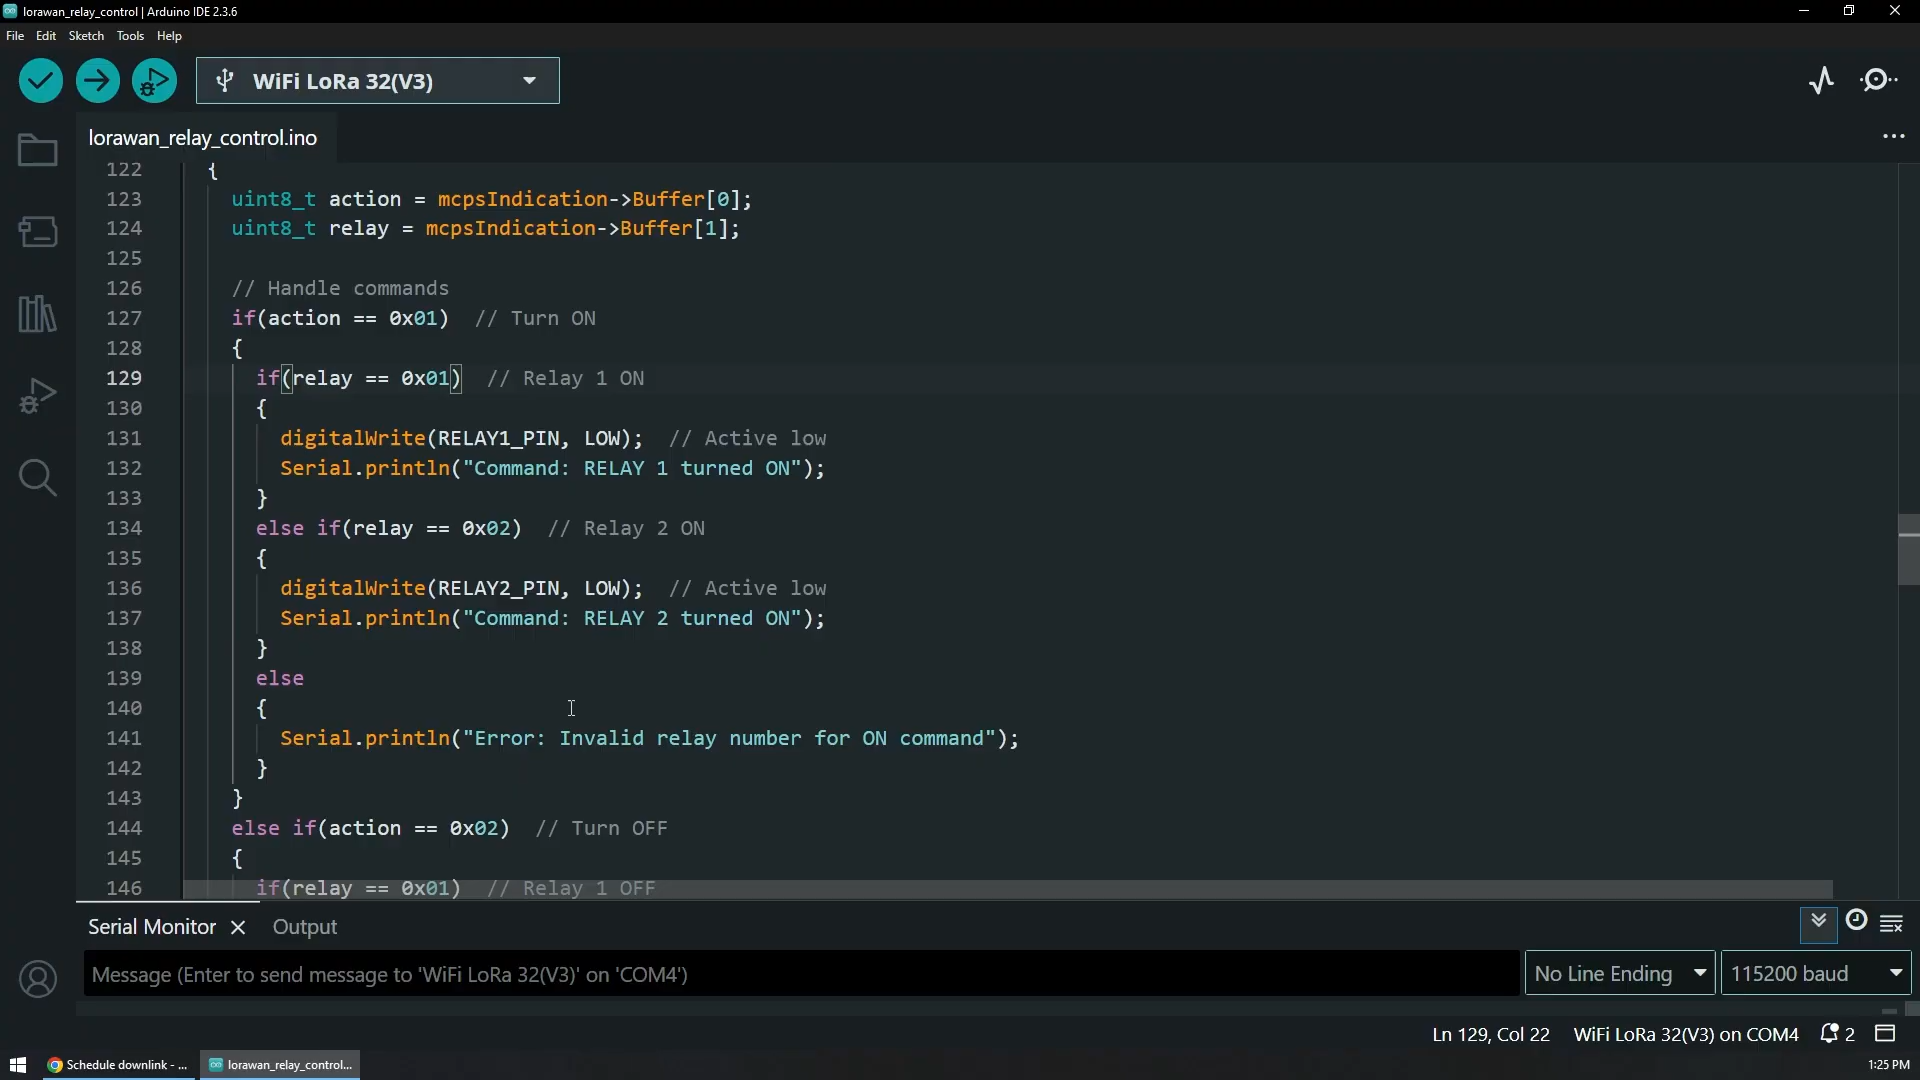 lorawan_relay_control | Arduino IDE 2.3.6
File Edit Sketch Tools Help
WiFi LoRa 32(V3)
lorawan_relay_control.ino
122 {
123 uint8_t action = mcpsIndication->Buffer[0];
124 uint8_t relay = mcpsIndication->Buffer[1];
125
126 // Handle commands
127 if(action == 0x01) // Turn ON
128 {
129 if(relay == 0x01) // Relay 1 ON
130 {
131 digitalWrite(RELAY1_PIN, LOW); // Active low
132 Serial.println("Command: RELAY 1 turned ON");
133 }
134 else if(relay == 0x02) // Relay 2 ON
135 {
136 digitalWrite(RELAY2_PIN, LOW); // Active low
137 Serial.println("Command: RELAY 2 turned ON");
138 }
139 else
140 {
141 Serial.println("Error: Invalid relay number for ON command");
142 }
143 }
144 else if(action == 0x02) // Turn OFF
145 {
146 if(relay == 0x01) // Relay 1 OFF
Serial Monitor Output
Message (Enter to send message to 'WiFi LoRa 32(V3)' on 'COM4')
No Line Ending 115200 baud
Ln 129, Col 22 WiFi LoRa 32(V3) on COM4 2
Schedule downlink - ... lorawan_relay_control... 1:25 PM